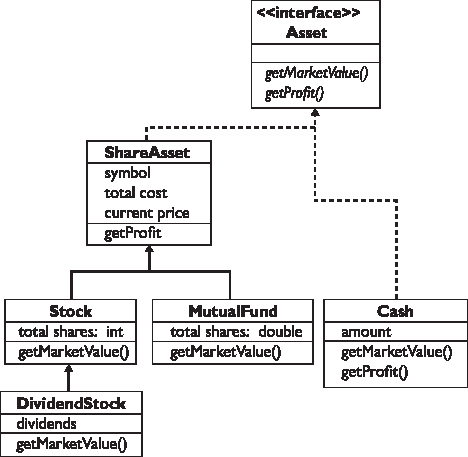 <<interface>>
Asset
getMarketValue()
getProfit()
ShareAsset
symbol
total cost
current price
getProfit
Stock
total shares: int
getMarketValue()
MutualFund
total shares: double
getMarketValue()
Cash
amount
getMarketValue()
getProfit()
DividendStock
dividends
getMarketValue()